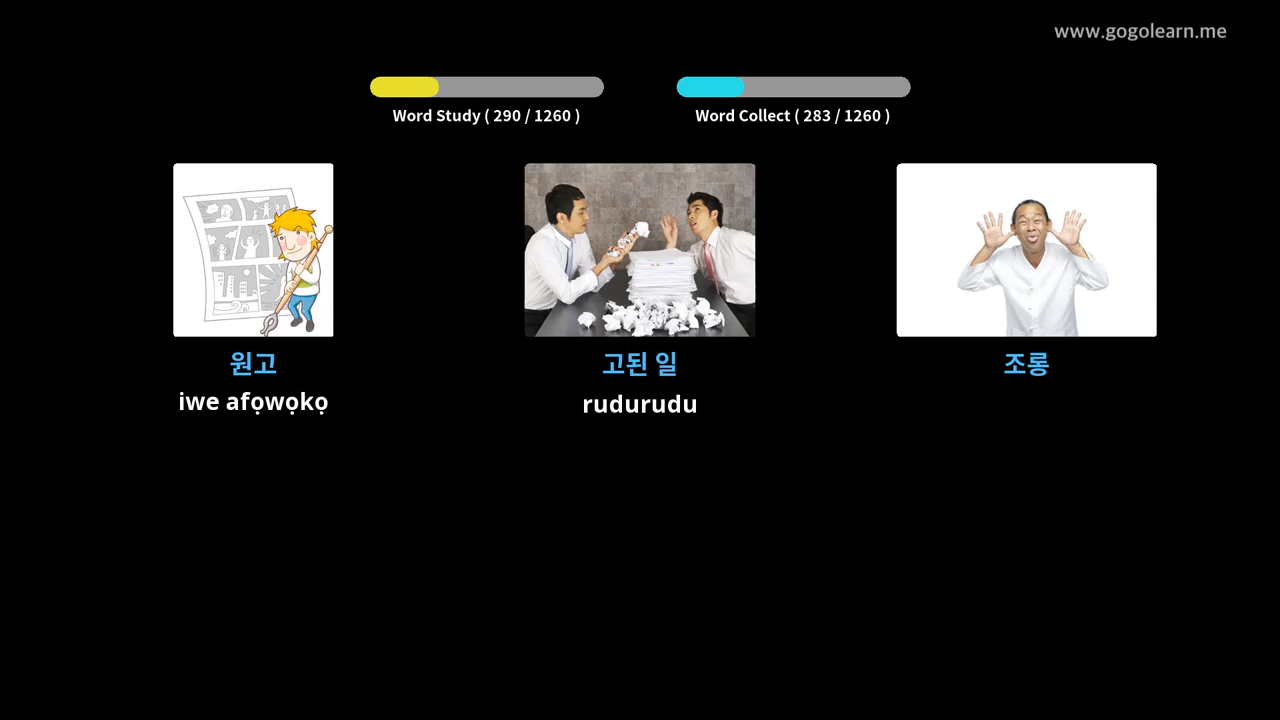 www.gogolearn.me
Word Study ( 290 / 1260 )
Word Collect ( 283 / 1260 )
원고
iwe afọwọkọ
고된 일
rudurudu
조롱